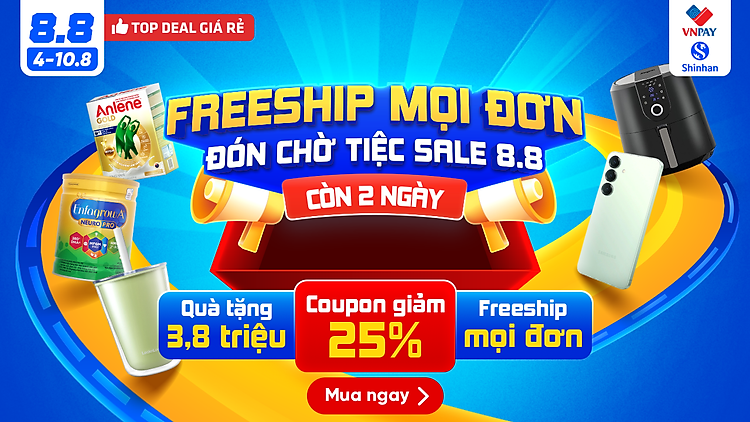 8.8
4-10.8
TOP DEAL GIÁ RẺ
VNPAY
Shinhan
FREESHIP MỌI ĐƠN
ĐÓN CHỜ TIỆC SALE 8.8
CÒN 2 NGÀY
Anlene
GOLD
Enfagrow A+
NEURO PRO
Quà tặng
3,8 triệu
Coupon giảm
25%
Freeship
mọi đơn
Mua ngay